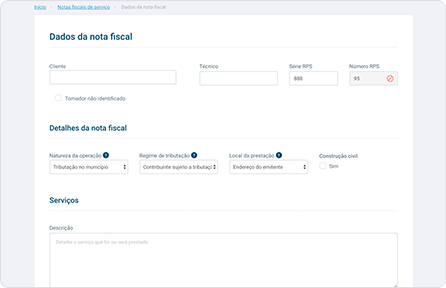 Início > Notas fiscais de serviço > Dados da nota fiscal
Dados da nota fiscal
Cliente Técnico Série RPS Número RPS
888 95
Tomador não identificado
Detalhes da nota fiscal
Natureza da operação ? Regime de tributação ? Local da prestação ? Construção civil
Tributação no município Contribuinte sujeito a tributaç Endereço do emitente Sim
Serviços
Descrição
Detalhe o serviço que foi ou será prestado